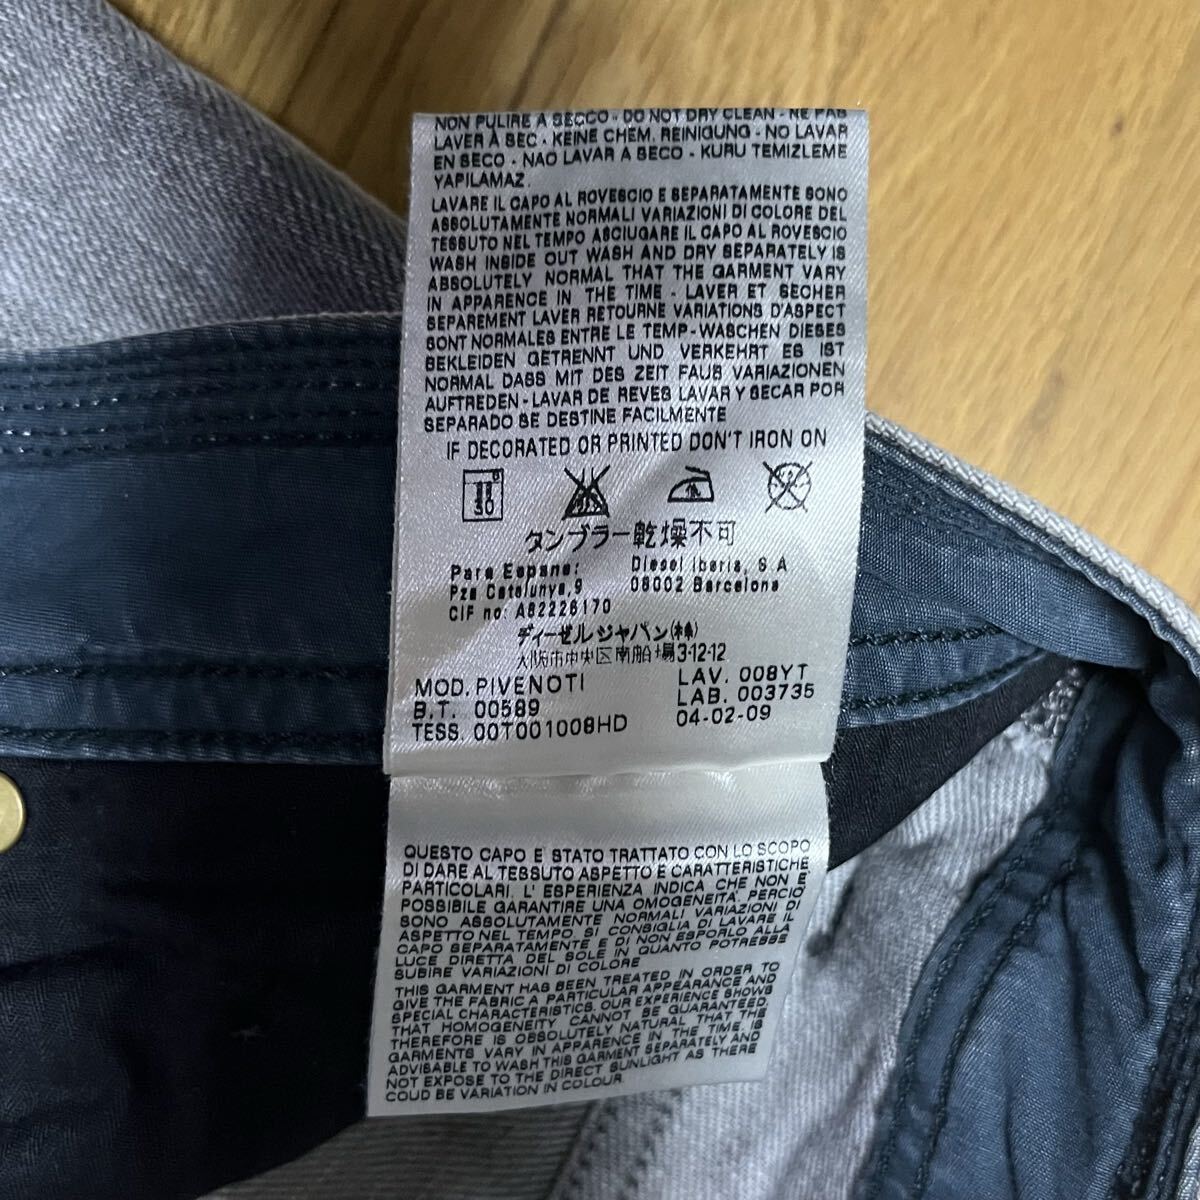 NON PULIRE A SECCO - DO NOT DRY CLEAN - NE PAS
LAVER À SEC - KEINE CHEM. REINIGUNG - NO LAVAR
EN SECO - NAO LAVAR A SECO - KURU TEMIZLEME
YAPILAMAZ.
LAVARE IL CAPO AL ROVESCIO E SEPARATAMENTE SONO
ASSOLUTAMENTE NORMALI VARIAZIONI DI COLORE DEL
TESSUTO NEL TEMPO ASCIUGARE IL CAPO AL ROVESCIO
WASH INSIDE OUT WASH AND DRY SEPARATELY IS
ABSOLUTELY NORMAL THAT THE GARMENT VARY
IN APPARENCE IN THE TIME - LAVER ET SECHER
SEPAREMENT LAVER RETOURNE VARIATIONS D'ASPECT
SONT NORMALES ENTRE LE TEMP - WASCHEN DIESES
BEKLEIDEN GETRENNT UND VERKEHRT ES IST
NORMAL DASS MIT DES ZEIT FAUS VARIAZIONEN
AUFTREDEN - LAVAR DE REVES LAVAR Y SECAR POR
SEPARADO SE DESTINE FACILMENTE
IF DECORATED OR PRINTED DON'T IRON ON
30
タンブラー乾燥不可
Para Espana: Diesel Iberia, S A
Pza Catalunya,9 08002 Barcelona
CIF no: A62226170
ディーゼルジャパン(株)
大阪市中央区南船場3-12-12
MOD. PIVENOTI LAV. 008YT
B.T. 00589 LAB. 003735
TESS. 00T001008HD 04-02-09
QUESTO CAPO E STATO TRATTATO CON LO SCOPO
DI DARE AL TESSUTO ASPETTO E CARATTERISTICHE
PARTICOLARI. L' ESPERIENZA INDICA CHE NON E
POSSIBILE GARANTIRE UNA OMOGENEITA. PERCIO
SONO ASSOLUTAMENTE NORMALI VARIAZIONI DI
ASPETTO NEL TEMPO. SI CONSIGLIA DI LAVARE IL
CAPO SEPARATAMENTE E DI NON ESPORLO ALLA
LUCE DIRETTA DEL SOLE IN QUANTO POTREBBE
SUBIRE VARIAZIONI DI COLORE
THIS GARMENT HAS BEEN TREATED IN ORDER TO
GIVE THE FABRIC A PARTICULAR APPEARANCE AND
SPECIAL CHARACTERISTICS. OUR EXPERIENCE SHOWS
THAT HOMOGENEITY CANNOT BE GUARANTEED.
THEREFORE IS OBSOLUTELY NATURAL THAT THE
GARMENTS VARY IN APPEARANCE IN THE TIME. IS
ADVISABLE TO WASH THIS GARMENT SEPARATELY AND
NOT EXPOSE TO THE DIRECT SUNLIGHT AS THERE
COUD BE VARIATION IN COLOUR